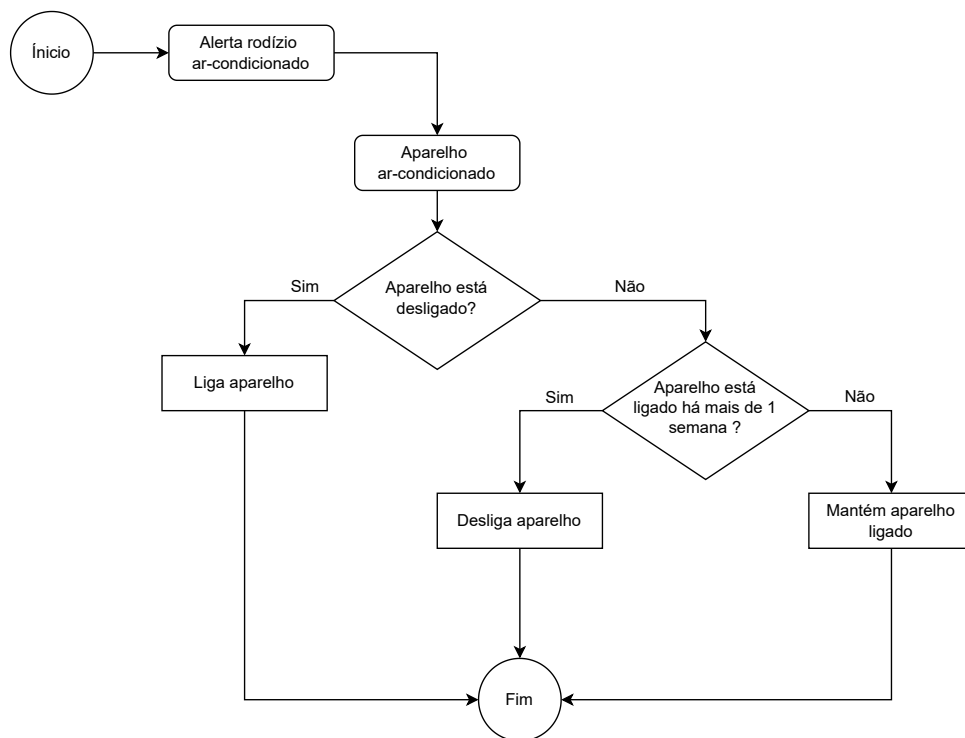 Ínicio
Alerta rodízio
ar-condicionado
Aparelho
ar-condicionado
Sim
Aparelho está
desligado?
Não
Liga aparelho
Sim
Aparelho está
ligado há mais de 1
semana ?
Não
Desliga aparelho
Mantém aparelho
ligado
Fim